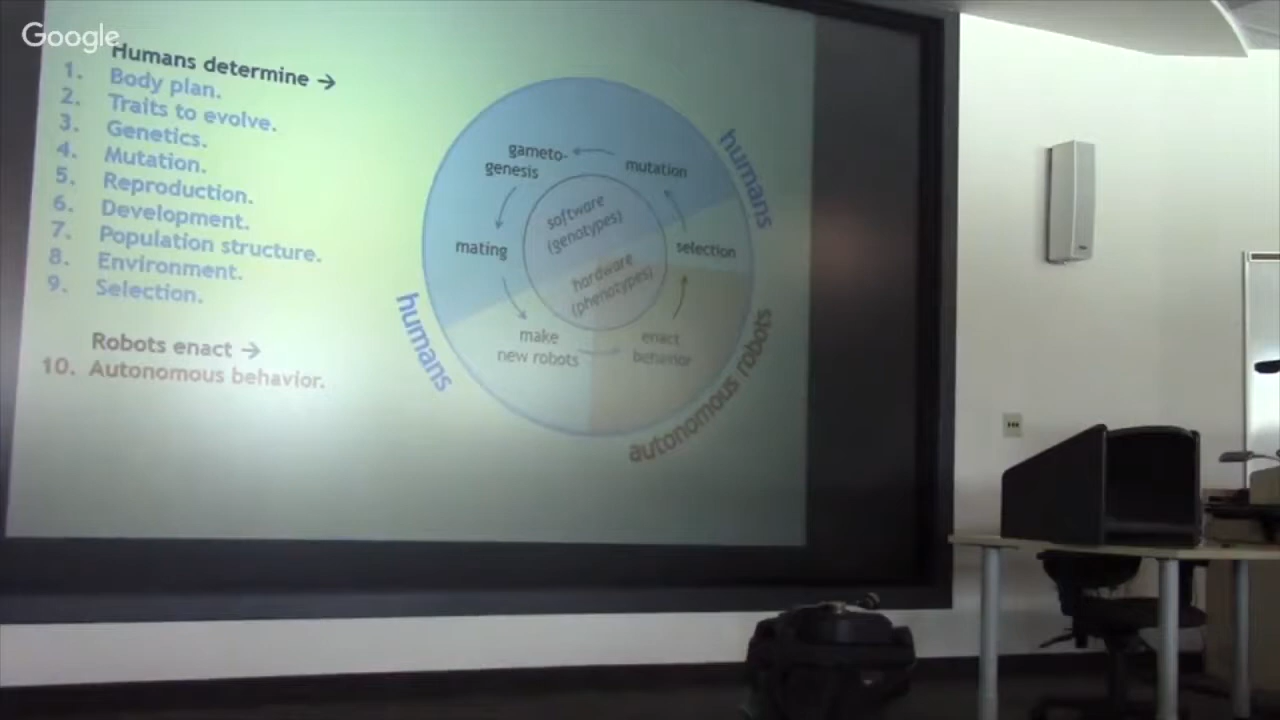 Google
Humans determine →
1. Body plan.
2. Traits to evolve.
3. Genetics.
4. Mutation.
5. Reproduction.
6. Development.
7. Population structure.
8. Environment.
9. Selection.
Robots enact →
10. Autonomous behavior.
gameto-
genesis
mutation
humans
software
(genotypes)
mating
selection
hardware
(phenotypes)
humans
make
new robots
enact
behavior
autonomous robots